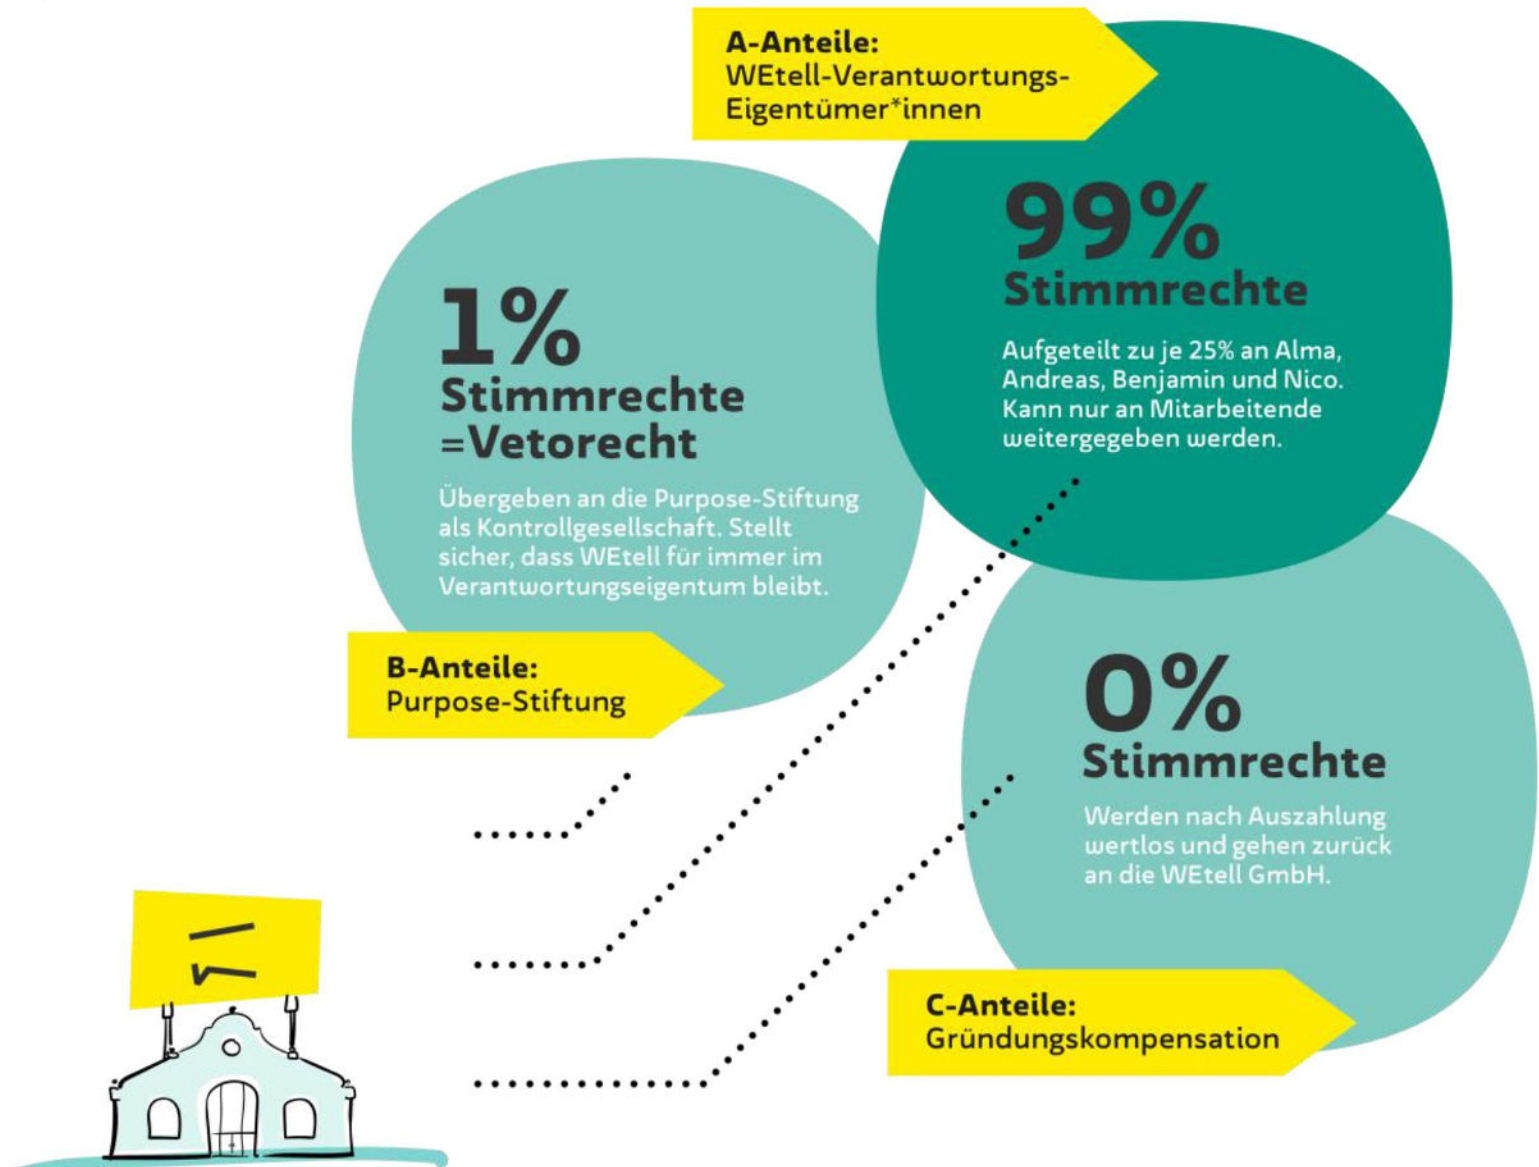 A-Anteile:
WEtell-Verantwortungs-
Eigentümer*innen
99%
Stimmrechte
Aufgeteilt zu je 25% an Alma,
Andreas, Benjamin und Nico.
Kann nur an Mitarbeitende
weitergegeben werden.
1%
Stimmrechte
=Vetorecht
Übergeben an die Purpose-Stiftung
als Kontrollgesellschaft. Stellt
sicher, dass WEtell für immer im
Verantwortungseigentum bleibt.
B-Anteile:
Purpose-Stiftung
0%
Stimmrechte
Werden nach Auszahlung
wertlos und gehen zurück
an die WEtell GmbH.
C-Anteile:
Gründungskompensation